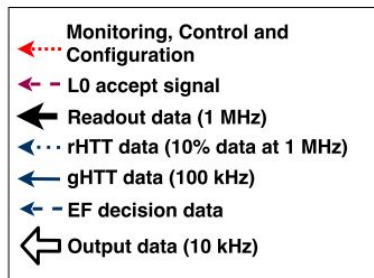 Monitoring, Control and
Configuration
L0 accept signal
Readout data (1 MHz)
rHTT data (10% data at 1 MHz)
gHTT data (100 kHz)
EF decision data
Output data (10 kHz)